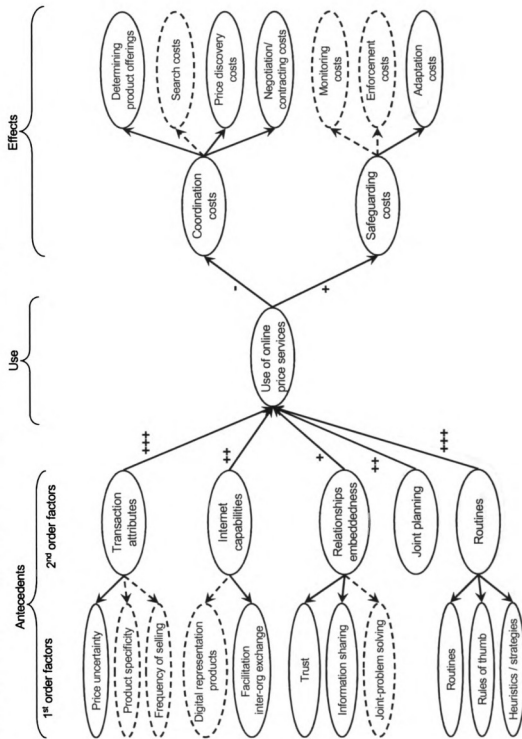 Antecedents
Use
Effects
1st order factors
2nd order factors
Price uncertainty
Product specificity
Frequency of selling
Digital representation
products
Facilitation
inter-org exchange
Trust
Information sharing
Joint-problem solving
Routines
Rules of thumb
Heuristics / strategies
Transaction
attributes
Internet
capabilities
Relationships
embeddedness
Joint planning
Routines
+++
++
+
++
+++
Use of online
price services
-
+
Coordination
costs
Safeguarding
costs
Determining
product offerings
Search costs
Price discovery
costs
Negotiation/
contracting costs
Monitoring
costs
Enforcement
costs
Adaptation
costs